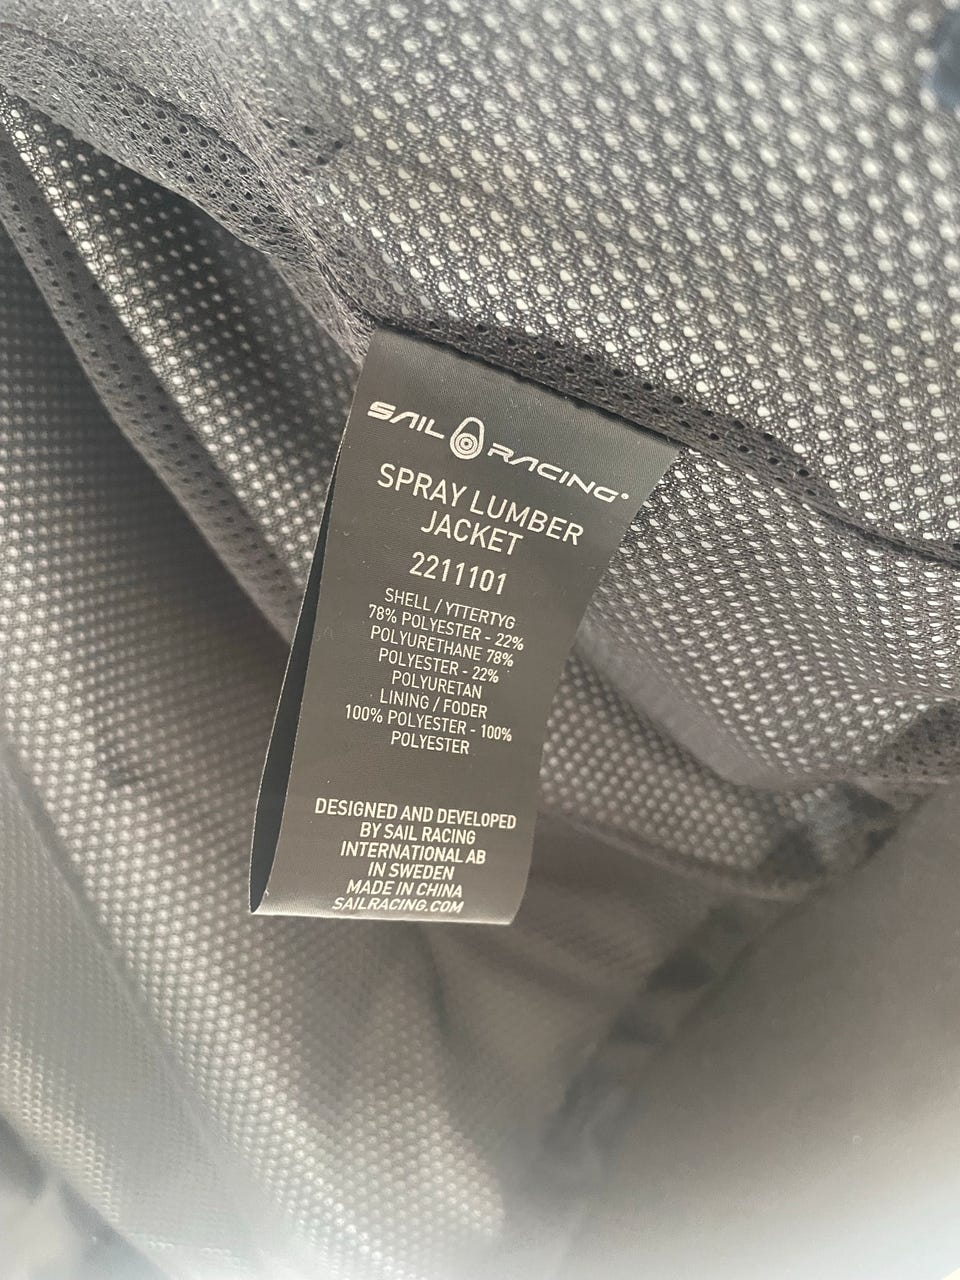 SAIL RACING®
SPRAY LUMBER
JACKET
2211101
SHELL / YTTERTYG
78% POLYESTER - 22%
POLYURETHANE 78%
POLYESTER - 22%
POLYURETAN
LINING / FODER
100% POLYESTER - 100%
POLYESTER
DESIGNED AND DEVELOPED
BY SAIL RACING
INTERNATIONAL AB
IN SWEDEN
MADE IN CHINA
SAILRACING.COM